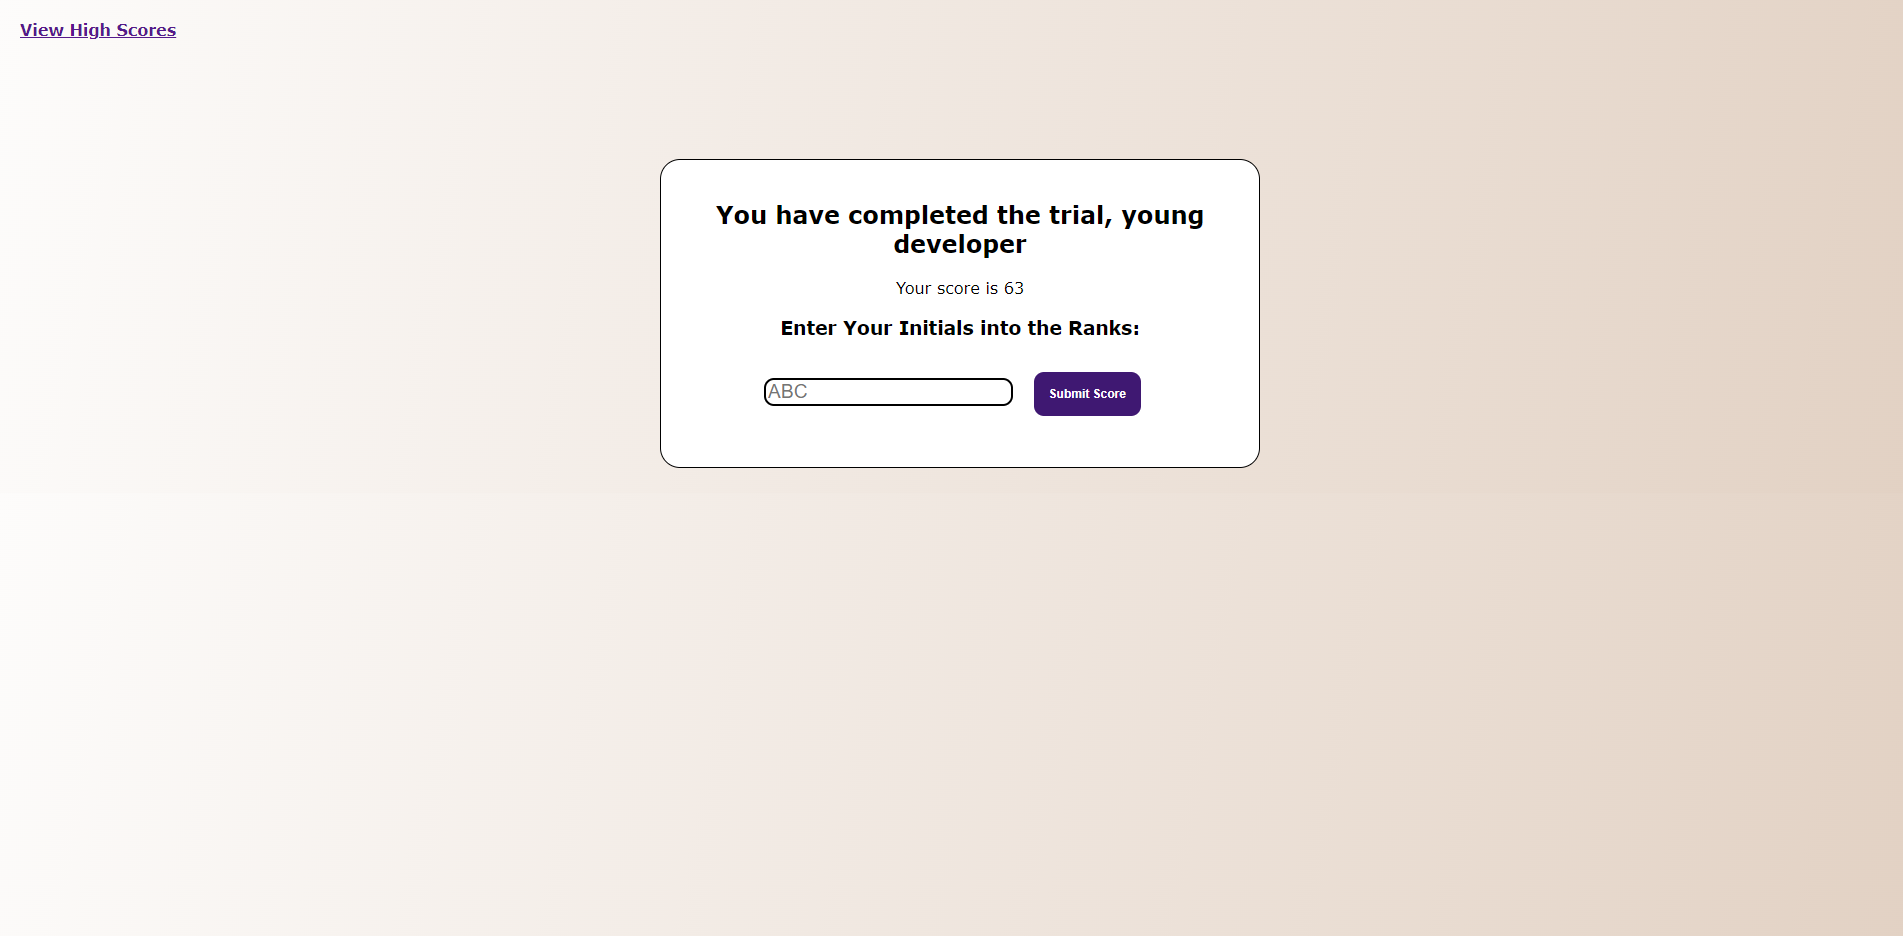 View High Scores
You have completed the trial, young
developer
Your score is 63
Enter Your Initials into the Ranks:
ABC
Submit Score